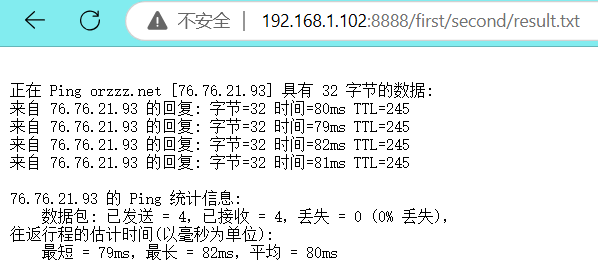 不安全 | 192.168.1.102:8888/first/second/result.txt
正在 Ping orzzz.net [76.76.21.93] 具有 32 字节的数据:
来自 76.76.21.93 的回复: 字节=32 时间=80ms TTL=245
来自 76.76.21.93 的回复: 字节=32 时间=79ms TTL=245
来自 76.76.21.93 的回复: 字节=32 时间=82ms TTL=245
来自 76.76.21.93 的回复: 字节=32 时间=81ms TTL=245
76.76.21.93 的 Ping 统计信息:
数据包: 已发送 = 4，已接收 = 4，丢失 = 0 (0% 丢失)，
往返行程的估计时间(以毫秒为单位):
最短 = 79ms，最长 = 82ms，平均 = 80ms